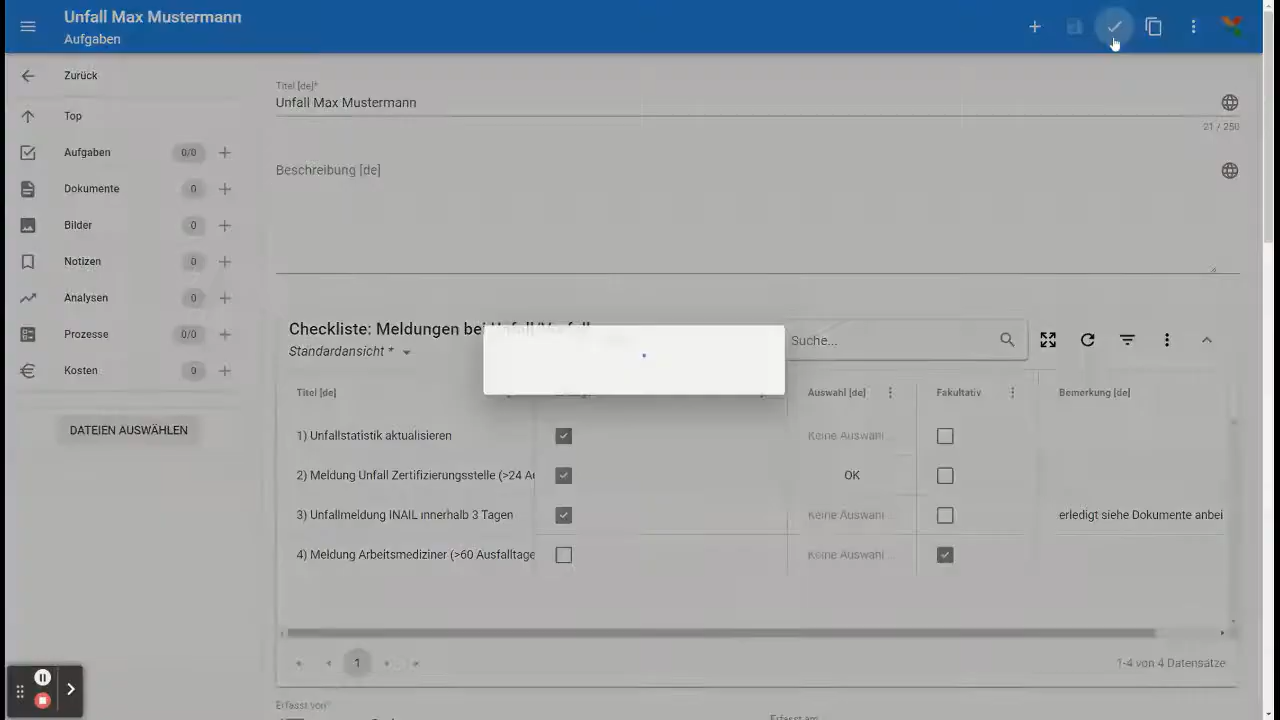 Unfall Max Mustermann
Aufgaben
Zurück
Top
Aufgaben 0/0
Dokumente 0
Bilder 0
Notizen 0
Analysen 0
Prozesse 0/0
Kosten 0
DATEIEN AUSWÄHLEN
Titel [de]*
Unfall Max Mustermann
21 / 250
Beschreibung [de]
Checkliste: Meldungen bei
Standardansicht *
Suche...
Titel [de] Auswahl [de] Fakultativ Bemerkung [de]
1) Unfallstatistik aktualisieren Keine Auswahl...
2) Meldung Unfall Zertifizierungsstelle (>24 OK
3) Unfallmeldung INAIL innerhalb 3 Tagen Keine Auswahl... erledigt siehe Dokumente anbei
4) Meldung Arbeitsmediziner (>60 Ausfalltage Keine Auswahl...
1
1-4 von 4 Datensätze
Erfasst von*
Erfasst am